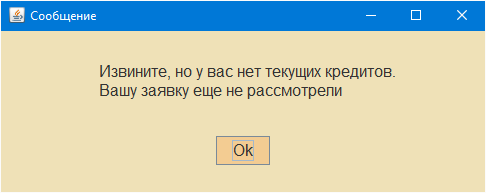 Сообщение
Извините, но у вас нет текущих кредитов.
Вашу заявку еще не рассмотрели
Ok